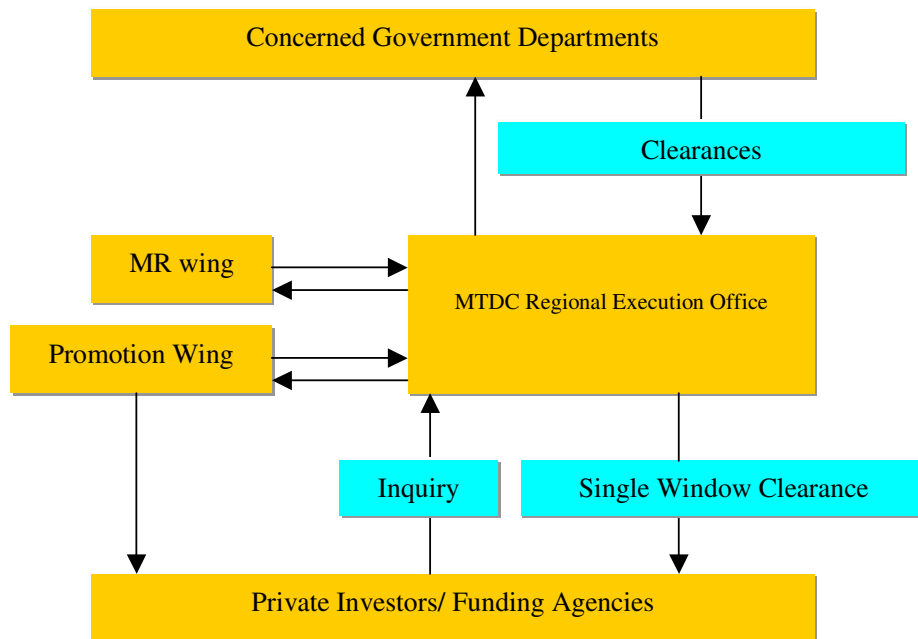 Concerned Government Departments
Clearances
MR wing
MTDC Regional Execution Office
Promotion Wing
Inquiry
Single Window Clearance
Private Investors/ Funding Agencies